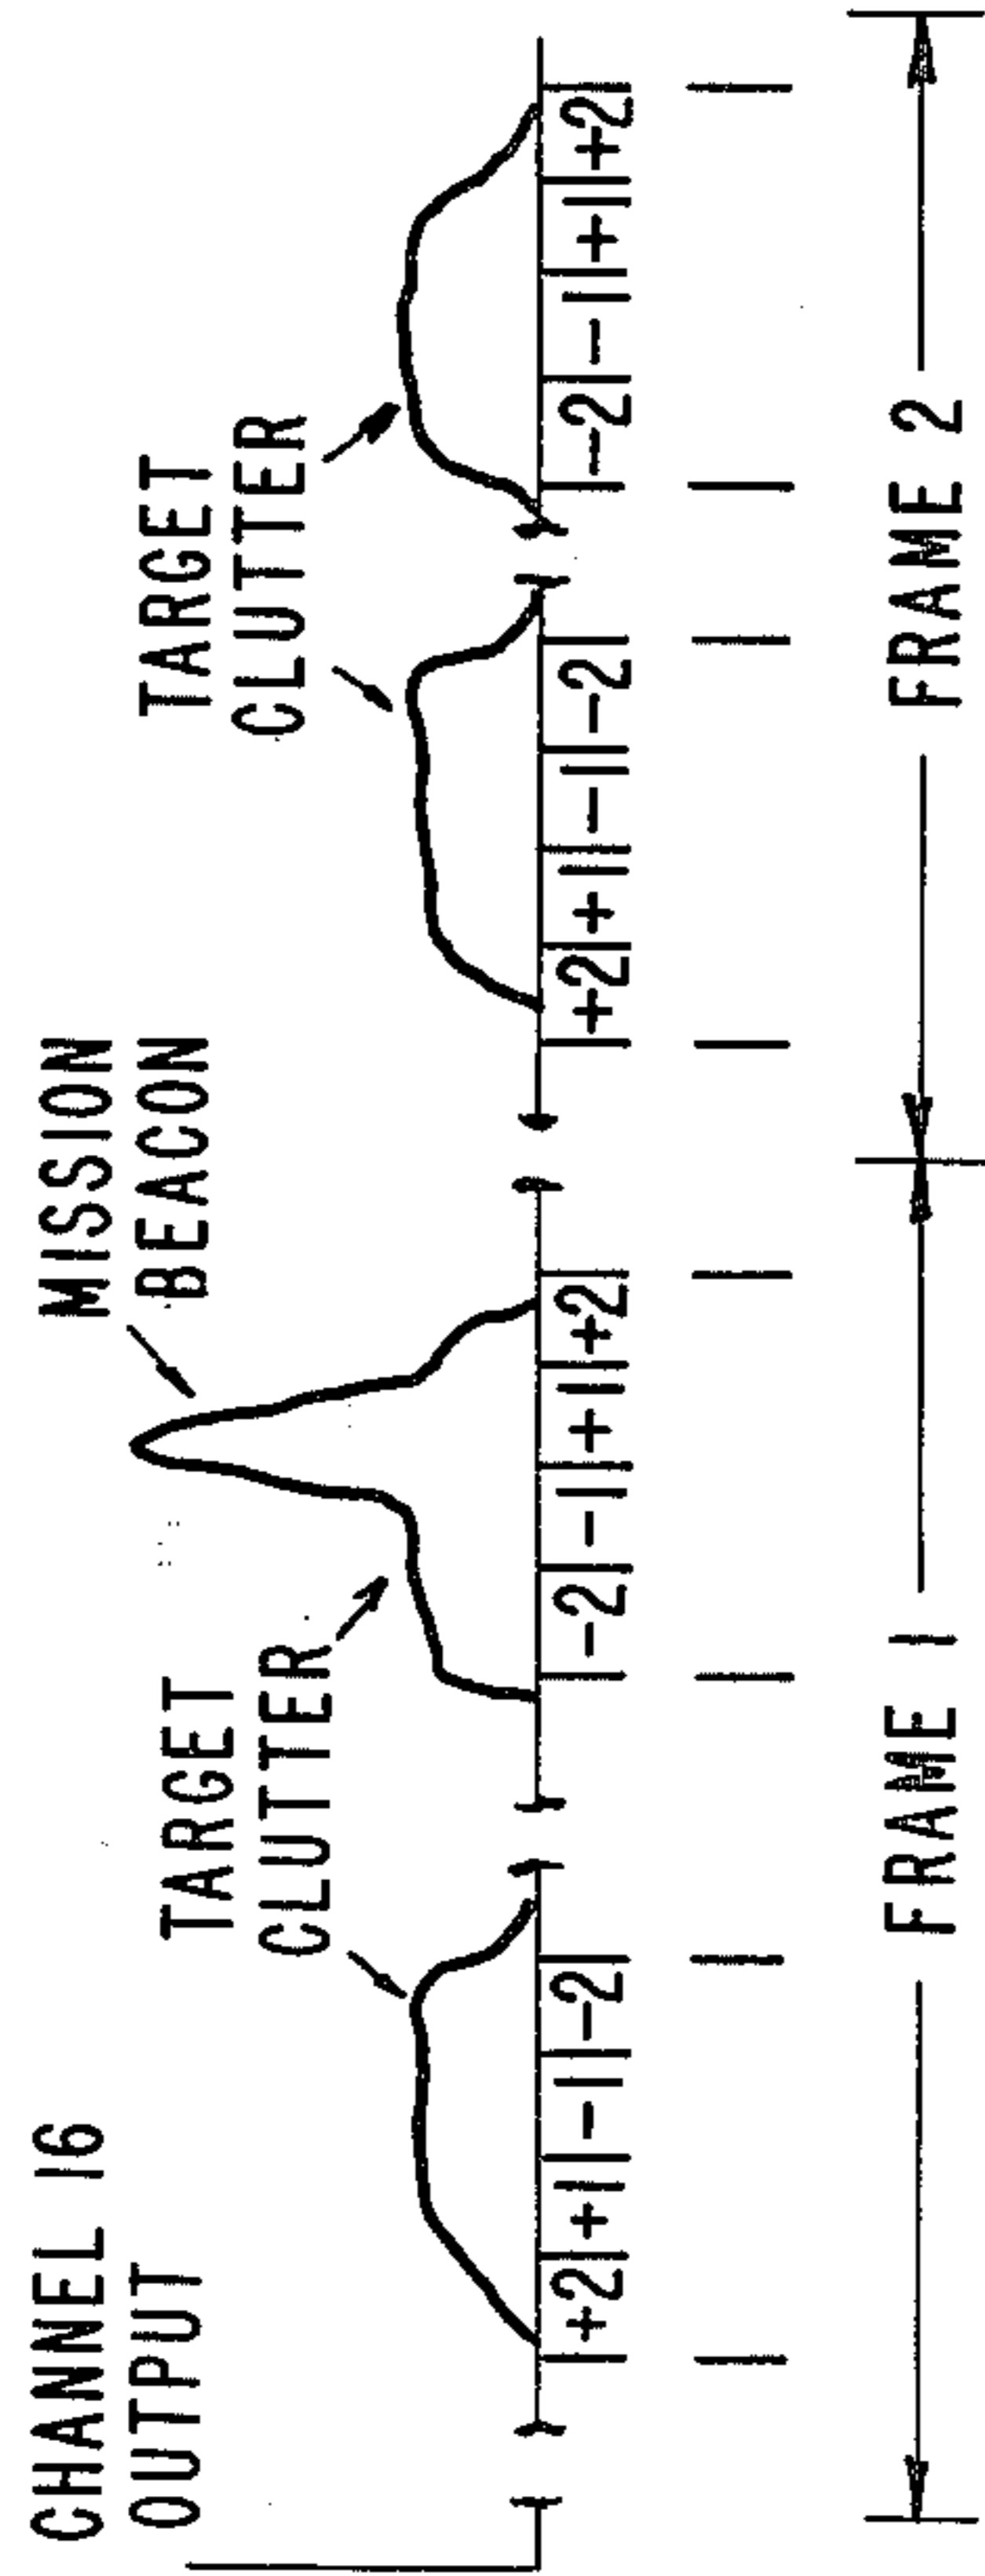 CHANNEL 16
OUTPUT
TARGET
CLUTTER
MISSION
BEACON
TARGET
CLUTTER
|+2|+1|-1|-2|
|-2|-1|+1|+2|
|+2|+1|-1|-2|
|-2|-1|+1|+2|
FRAME 1
FRAME 2